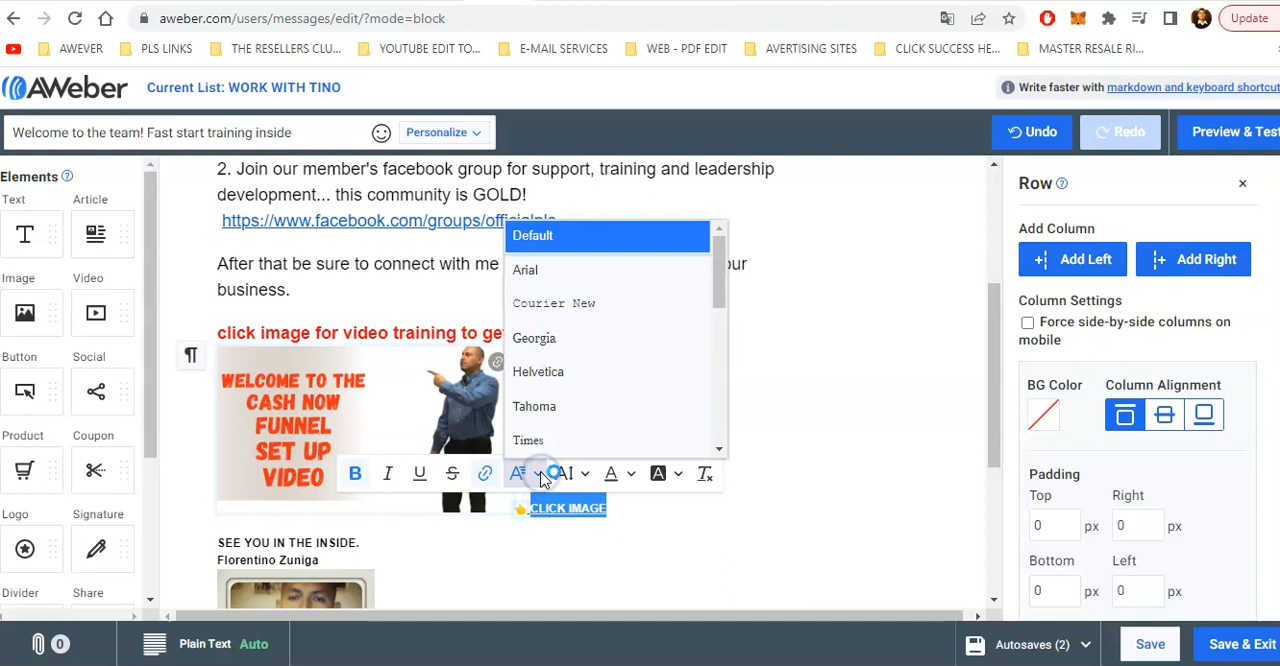 aweber.com/users/messages/edit/?mode=block
Update
AWEVER
PLS LINKS
THE RESELLERS CLU...
YOUTUBE EDIT TO...
E-MAIL SERVICES
WEB - PDF EDIT
AVERTISING SITES
CLICK SUCCESS HE...
MASTER RESALE RI...
AWeber
Current List: WORK WITH TINO
Write faster with markdown and keyboard shortcut
Welcome to the team! Fast start training inside
Personalize
Undo
Redo
Preview & Test
Elements
Text
Article
Image
Video
Button
Social
Product
Coupon
Logo
Signature
Divider
Share
2. Join our member's facebook group for support, training and leadership
development... this community is GOLD!
https://www.facebook.com/groups/officialpls
After that be sure to connect with me
our
business.
click image for video training to ge
WELCOME TO THE
CASH NOW
FUNNEL
SET UP
VIDEO
Default
Arial
Courier New
Georgia
Helvetica
Tahoma
Times
CLICK IMAGE
SEE YOU IN THE INSIDE.
Florentino Zuniga
Row
Add Column
Add Left
Add Right
Column Settings
Force side-by-side columns on
mobile
BG Color
Column Alignment
Padding
Top
Right
0 px
0 px
Bottom
Left
0 px
0 px
0
Plain Text Auto
Autosaves (2)
Save
Save & Exit